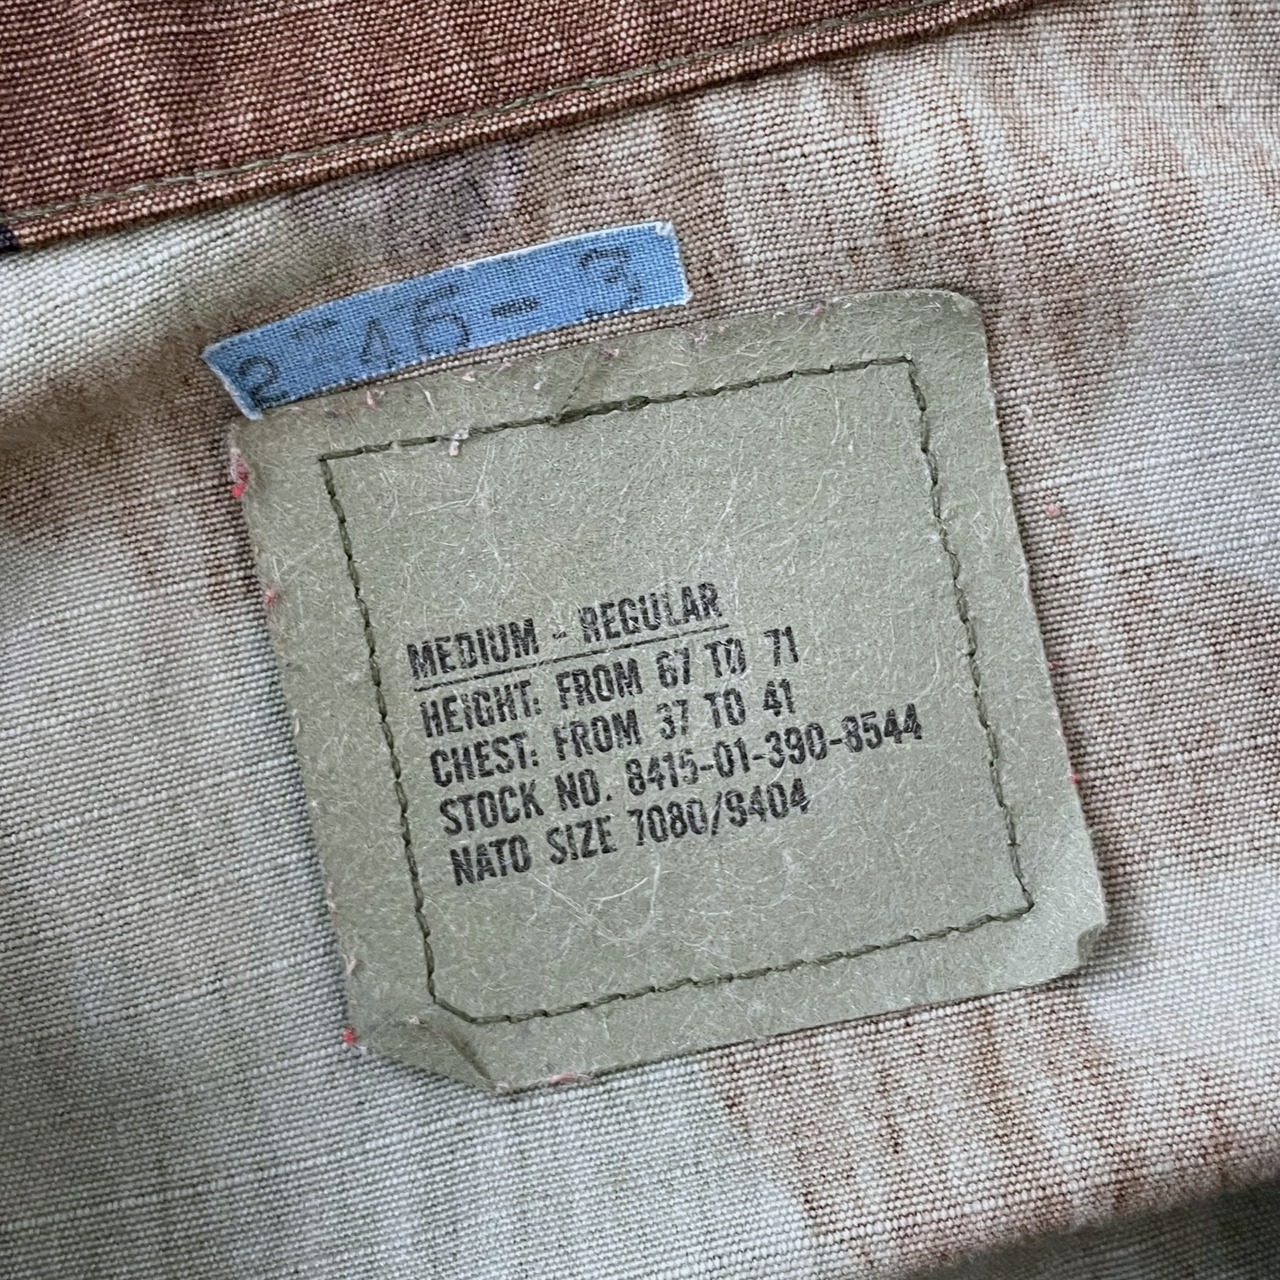 2-46-3
MEDIUM - REGULAR
HEIGHT: FROM 67 TO 71
CHEST: FROM 37 TO 41
STOCK NO. 8415-01-390-8544
NATO SIZE 7080/9404